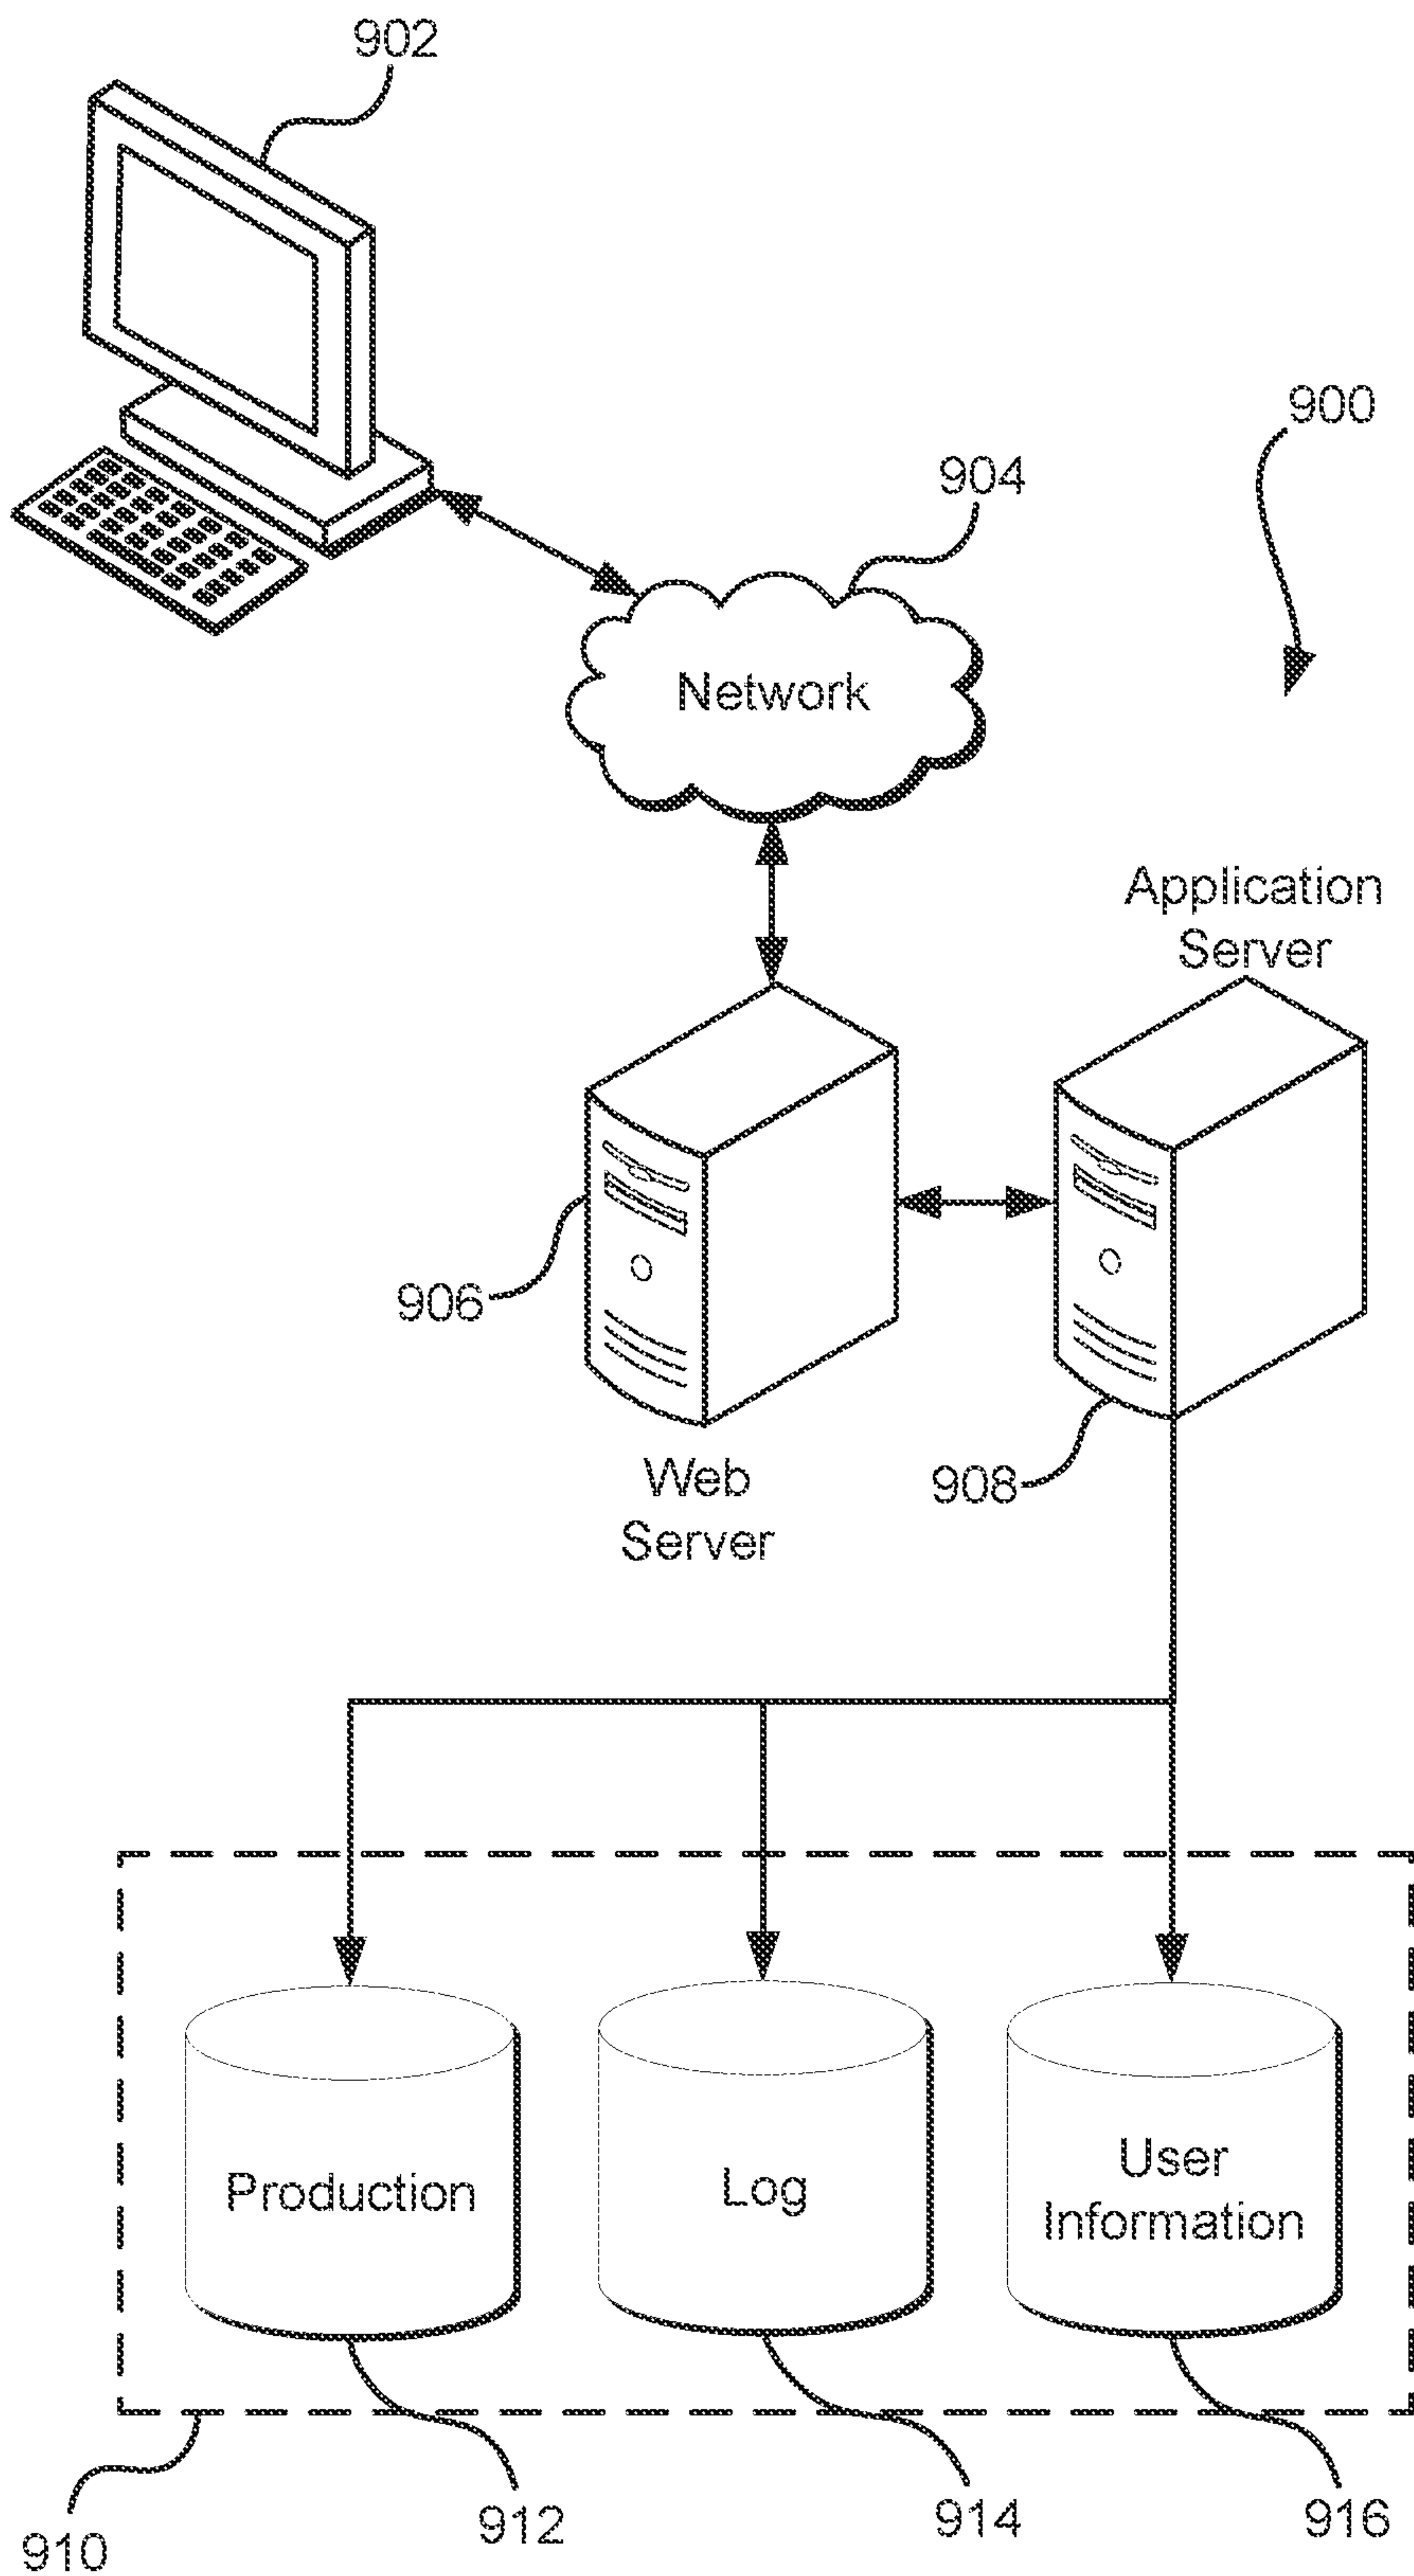 902
900
904
Network
Application
Server
906
908
Web
Server
Production
Log
User
Information
910
912
914
916